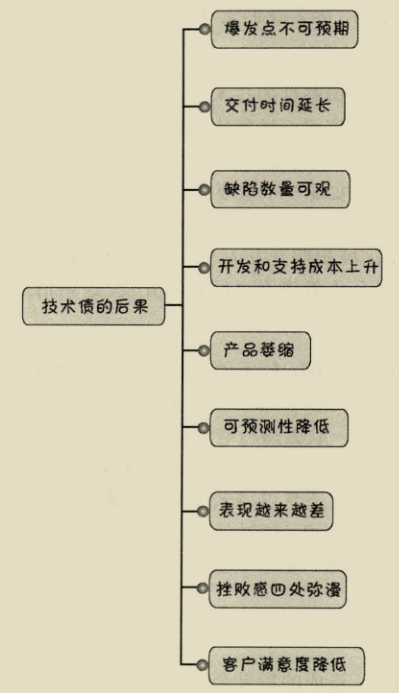 爆发点不可预期
交付时间延长
缺陷数量可观
开发和支持成本上升
技术债的后果
产品萎缩
可预测性降低
表现越来越差
挫败感四处弥漫
客户满意度降低